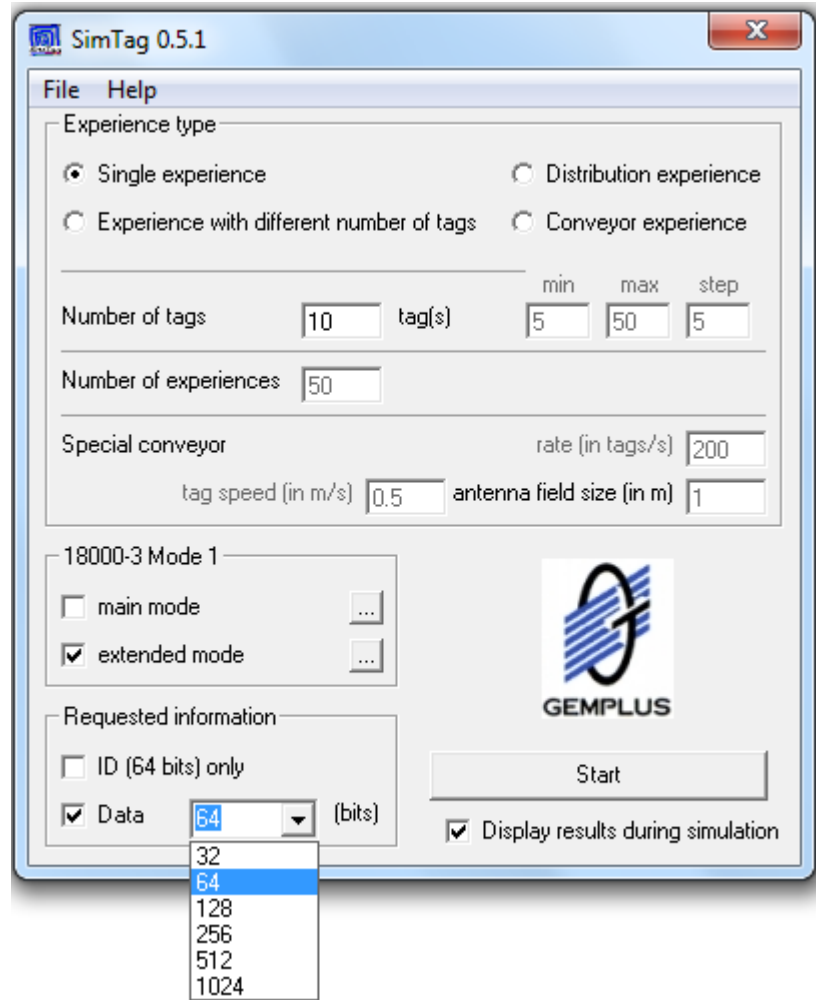 SimTag 0.5.1
File Help
Experience type
Single experience
Distribution experience
Experience with different number of tags
Conveyor experience
min max step
Number of tags 10 tag(s) 5 50 5
Number of experiences 50
Special conveyor rate (in tags/s) 200
tag speed (in m/s) 0.5 antenna field size (in m) 1
18000-3 Mode 1
main mode ...
extended mode ...
GEMPLUS
Requested information
ID (64 bits) only
Start
Data 64 (bits)
Display results during simulation
32
64
128
256
512
1024